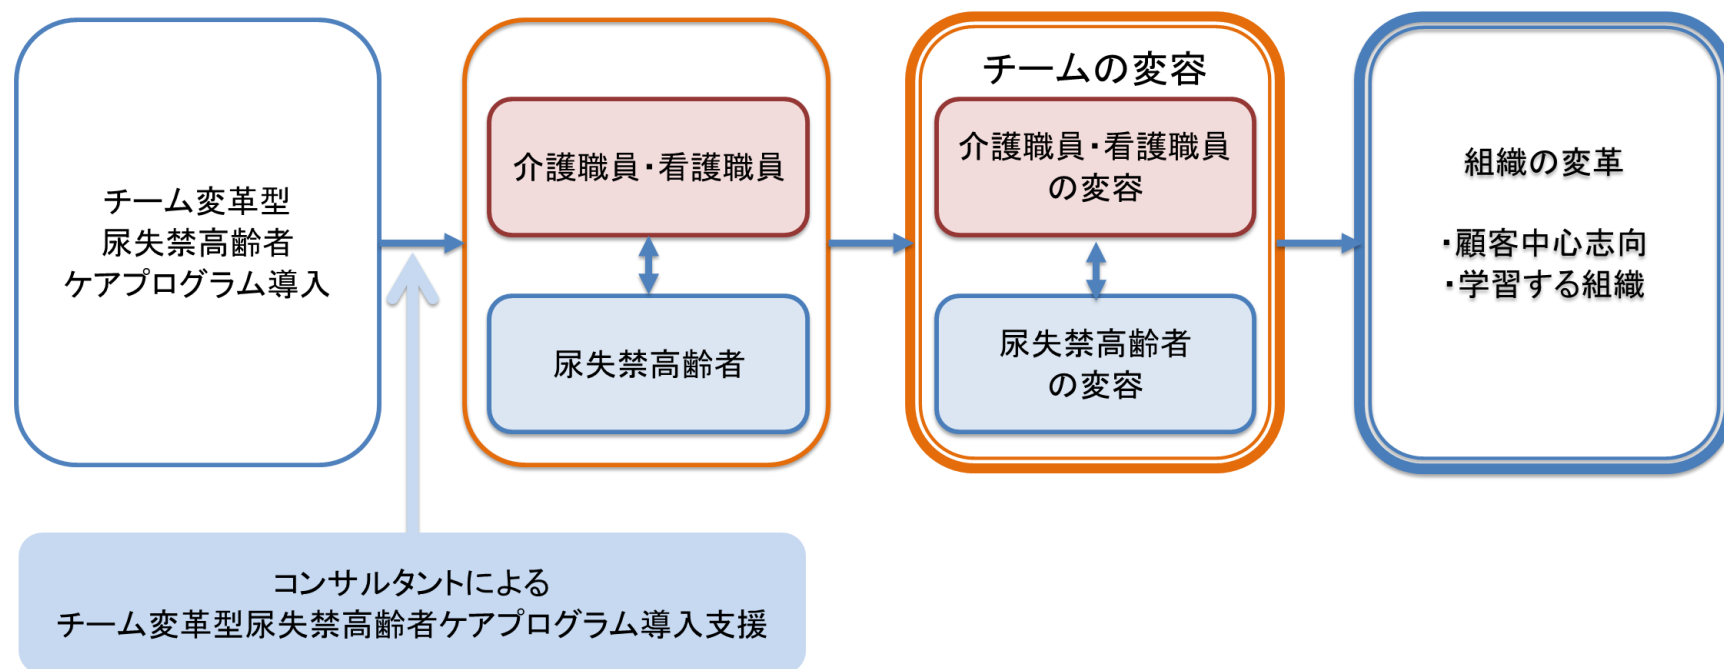 チーム変革型
尿失禁高齢者
ケアプログラム導入
介護職員・看護職員
尿失禁高齢者
チームの変容
介護職員・看護職員
の変容
尿失禁高齢者
の変容
組織の変革
・顧客中心志向
・学習する組織
コンサルタントによる
チーム変革型尿失禁高齢者ケアプログラム導入支援